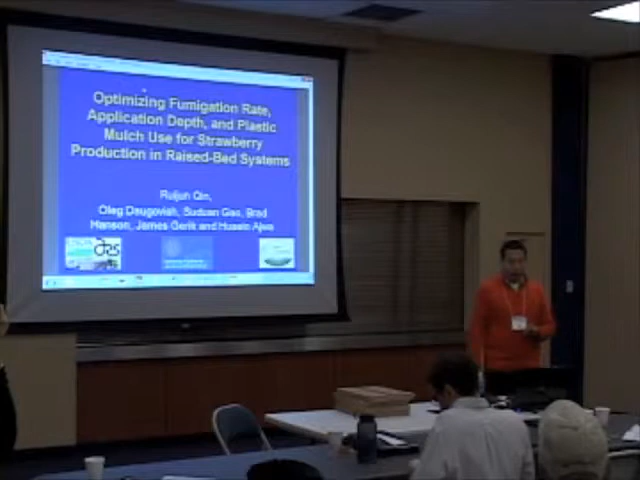 Optimizing Fumigation Rate,
Application Depth, and Plastic
Mulch Use for Strawberry
Production in Raised-Bed Systems
Ruijun Qin,
Oleg Daugovish, Suduan Gao, Brad
Hanson, James Gerik and Husein Ajwa